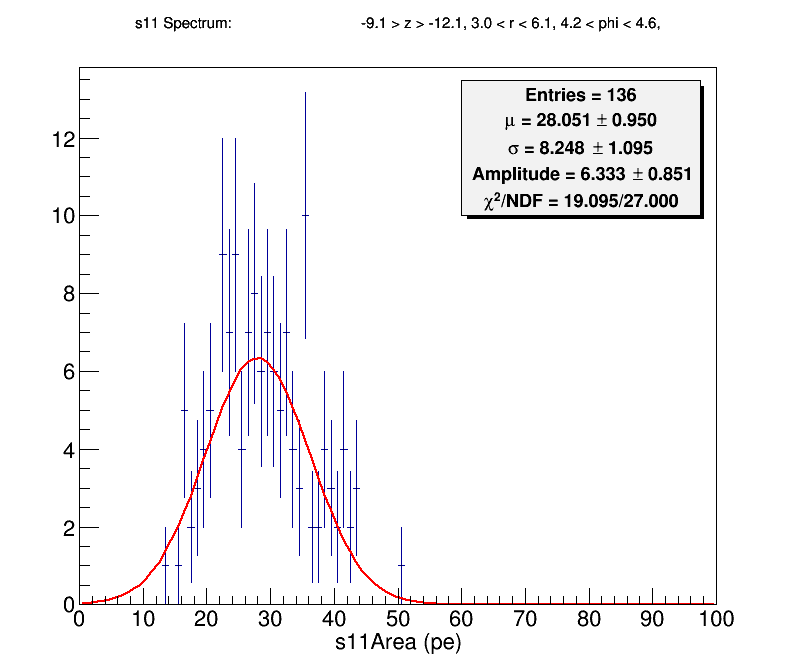 s11 Spectrum: -9.1 > z > -12.1, 3.0 < r < 6.1, 4.2 < phi < 4.6,
Entries = 136
μ = 28.051 ± 0.950
σ = 8.248 ± 1.095
Amplitude = 6.333 ± 0.851
χ²/NDF = 19.095/27.000
12
10
8
6
4
2
0
0 10 20 30 40 50 60 70 80 90 100
s11Area (pe)